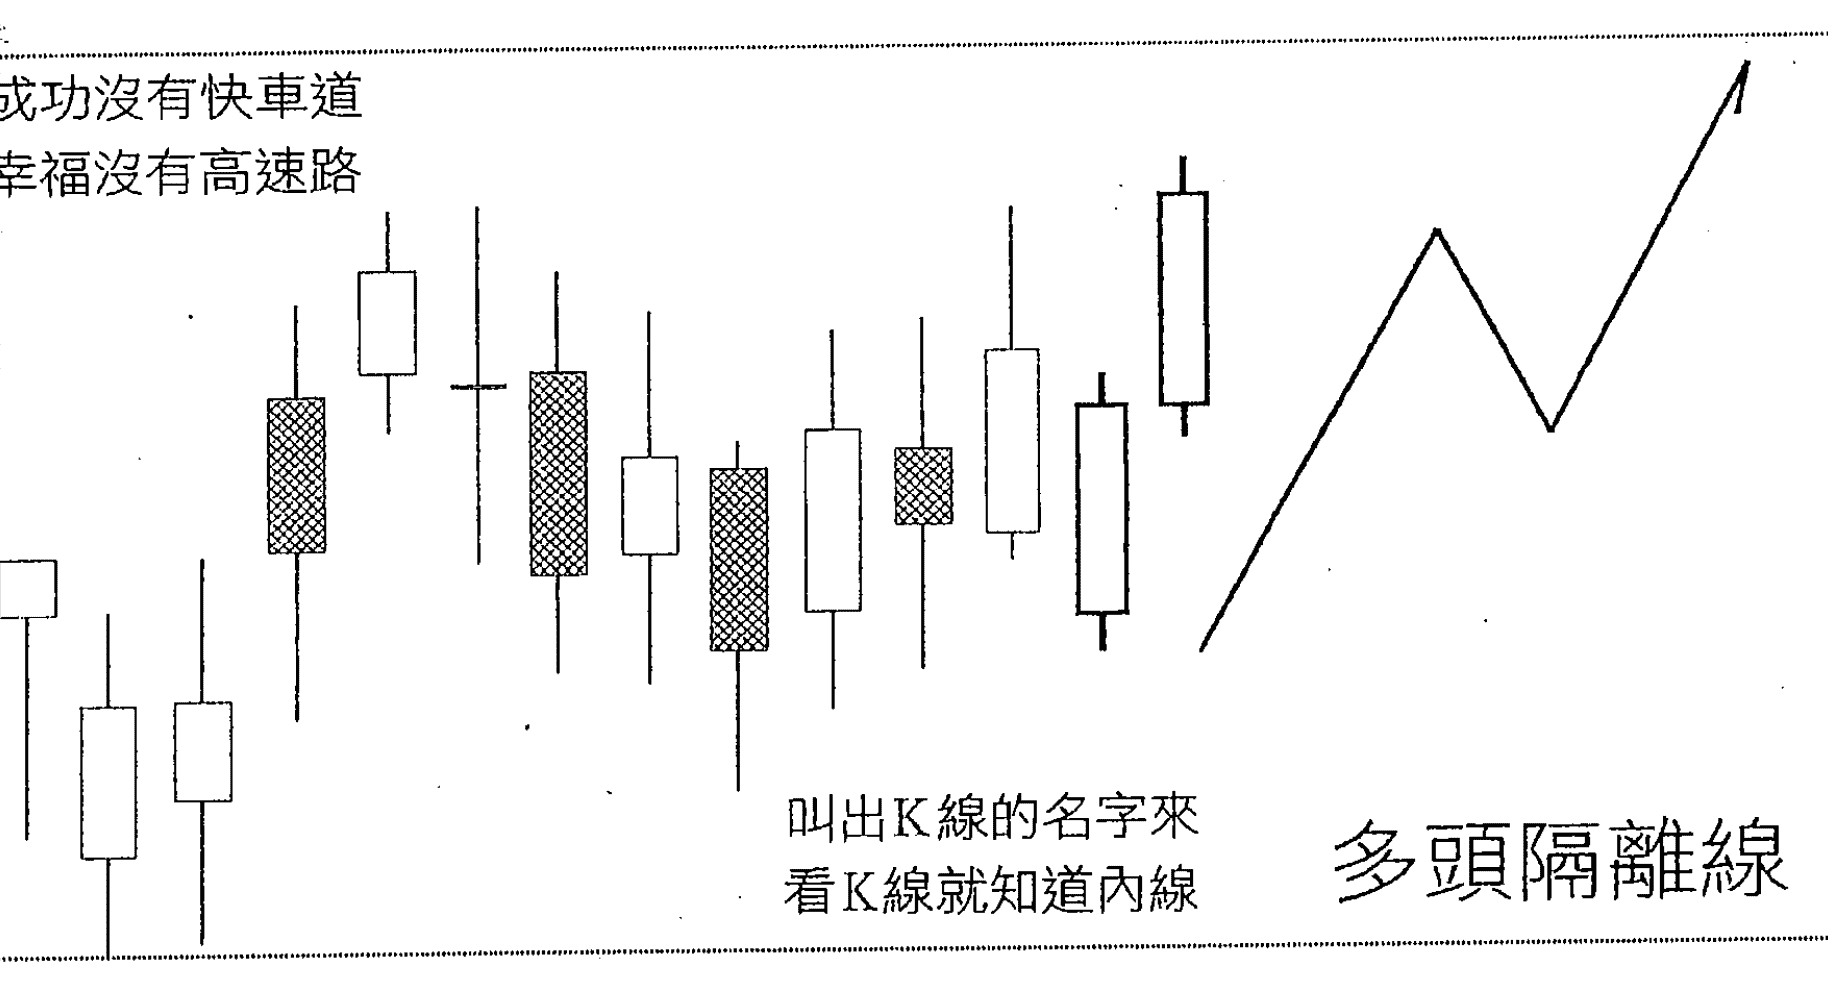 成功沒有快車道
幸福沒有高速路
叫出K線的名字來
看K線就知道內線
多頭隔離線